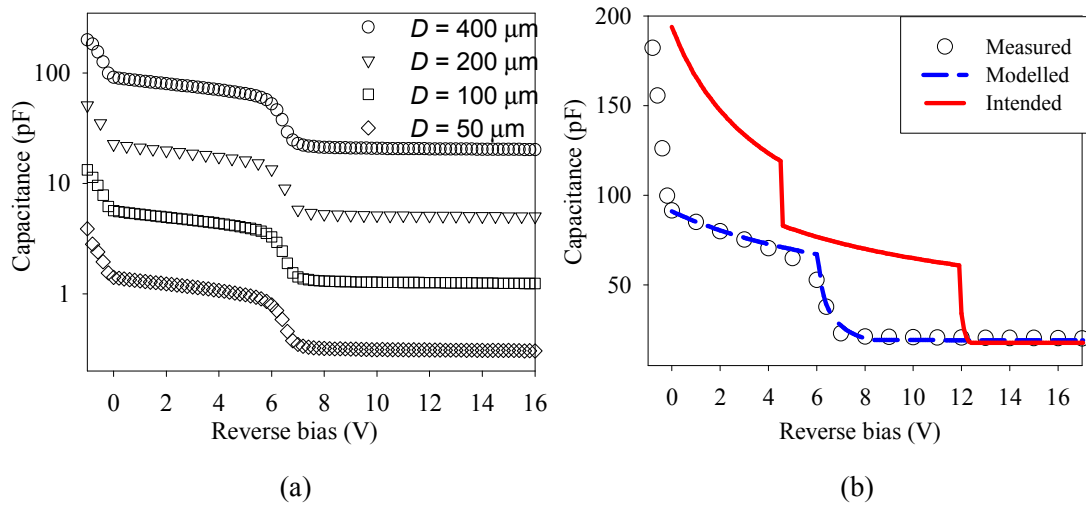 D = 400 μm
D = 200 μm
D = 100 μm
D = 50 μm
100
10
1
Capacitance (pF)
0 2 4 6 8 10 12 14 16
Reverse bias (V)
(a)
Measured
Modelled
Intended
200
150
100
50
Capacitance (pF)
0 2 4 6 8 10 12 14 16
Reverse bias (V)
(b)